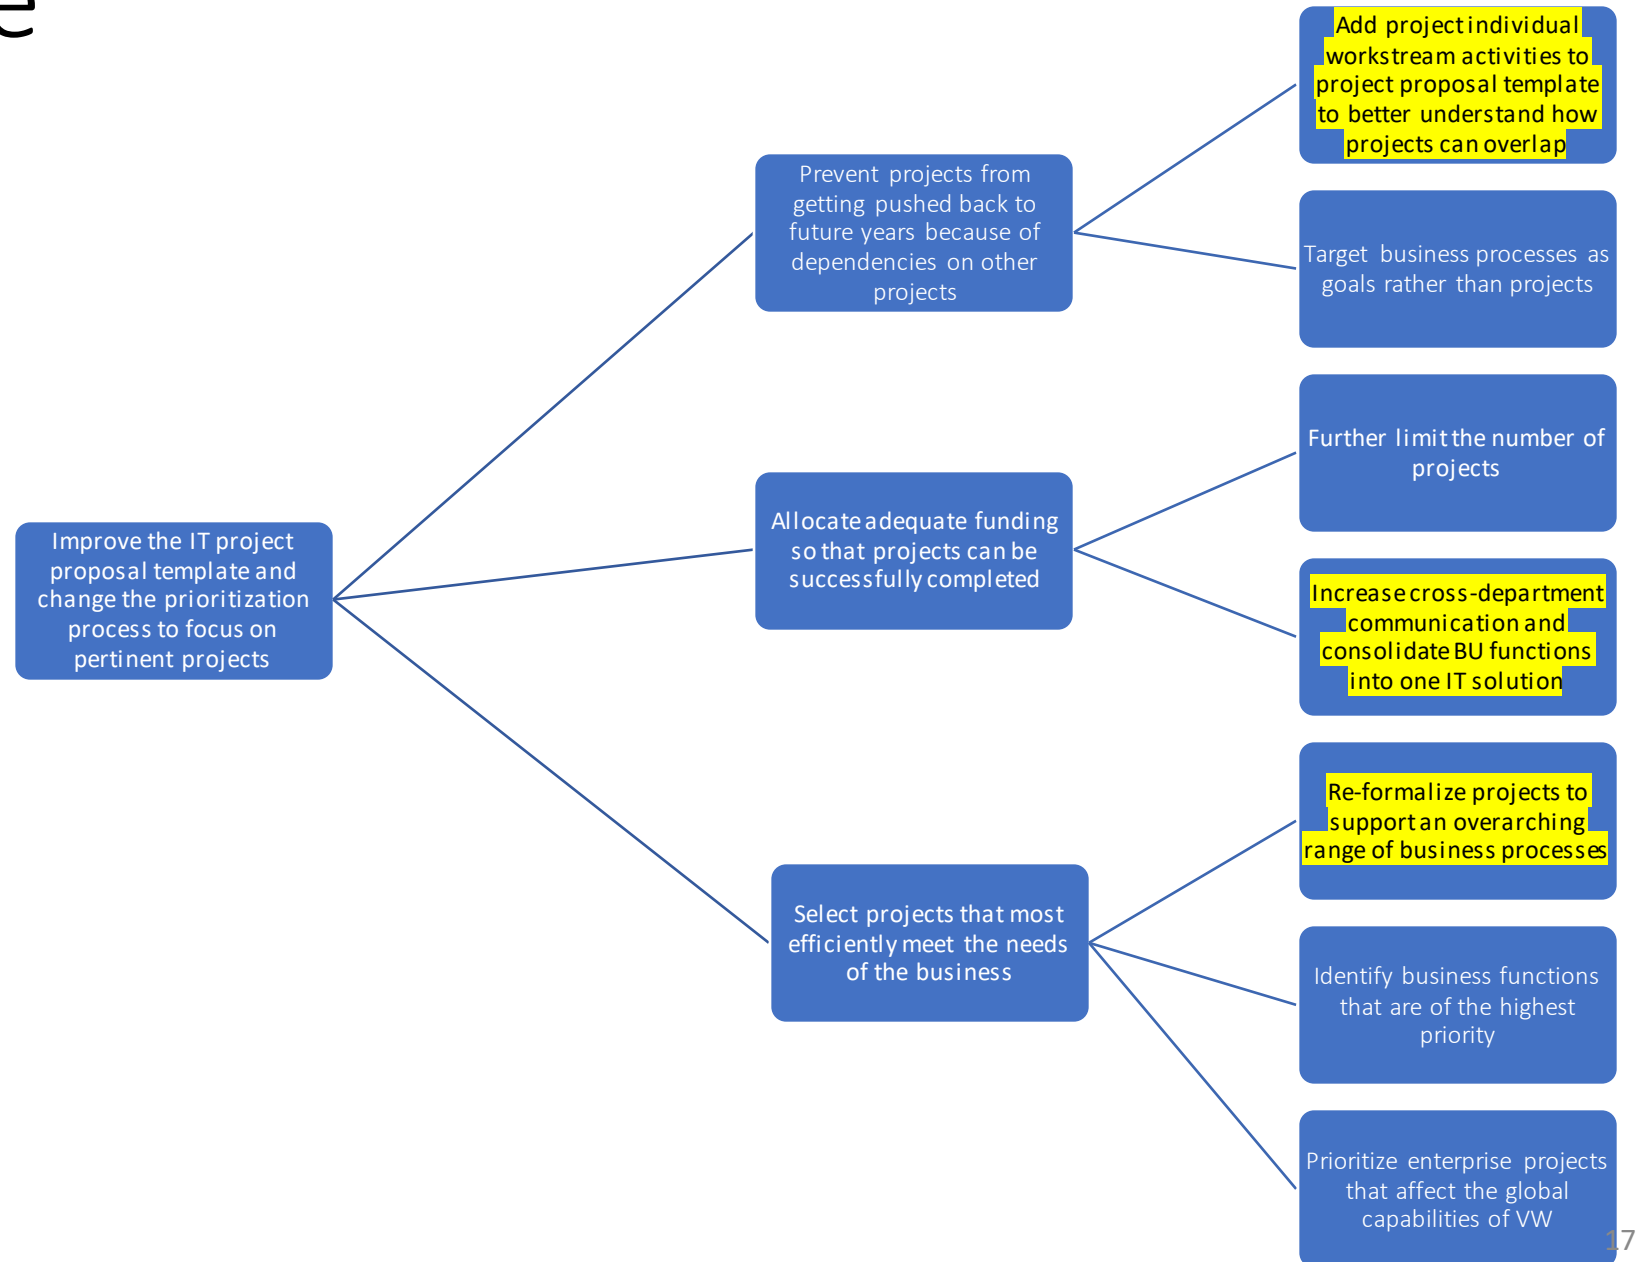 Add project individual
workstream activities to
project proposal template
to better understand how
projects can overlap
Prevent projects from
getting pushed back to
future years because of
dependencies on other
projects
Target business processes as
goals rather than projects
Further limit the number of
projects
Allocate adequate funding
so that projects can be
successfully completed
Improve the IT project
proposal template and
change the prioritization
process to focus on
pertinent projects
Increase cross-department
communication and
consolidate BU functions
into one IT solution
Re-formalize projects to
support an overarching
range of business processes
Select projects that most
efficiently meet the needs
of the business
Identify business functions
that are of the highest
priority
Prioritize enterprise projects
that affect the global
capabilities of VW
17